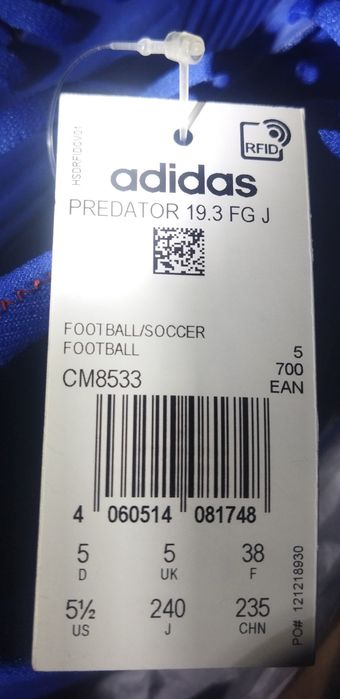 HSDRFIDGV01
RFID
adidas
PREDATOR 19.3 FG J
FOOTBALL/SOCCER
FOOTBALL
5
700
EAN
CM8533
4 060514 081748
5 5 38
D UK F
5½ 240 235
US J CHN
PO# 121218930